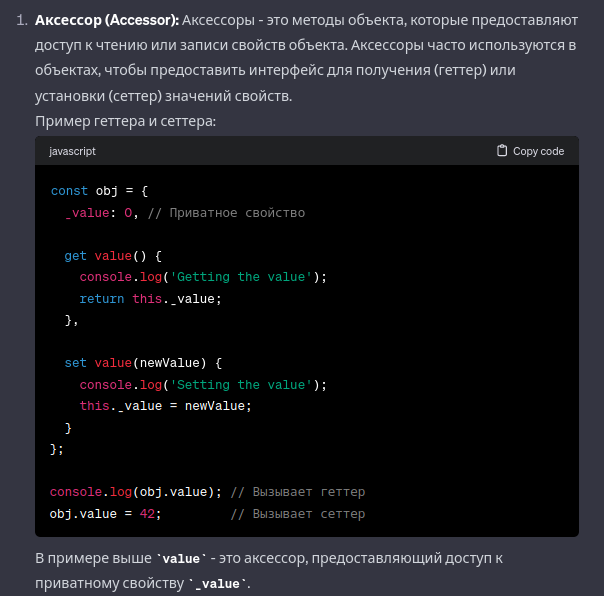 1. Аксессор (Accessor): Аксессоры - это методы объекта, которые предоставляют
доступ к чтению или записи свойств объекта. Аксессоры часто используются в
объектах, чтобы предоставить интерфейс для получения (геттер) или
установки (сеттер) значений свойств.
Пример геттера и сеттера:
javascript Copy code
const obj = {
  _value: 0, // Приватное свойство
  get value() {
    console.log('Getting the value');
    return this._value;
  },
  set value(newValue) {
    console.log('Setting the value');
    this._value = newValue;
  }
};
console.log(obj.value); // Вызывает геттер
obj.value = 42;         // Вызывает сеттер
В примере выше `value` - это аксессор, предоставляющий доступ к
приватному свойству `_value`.